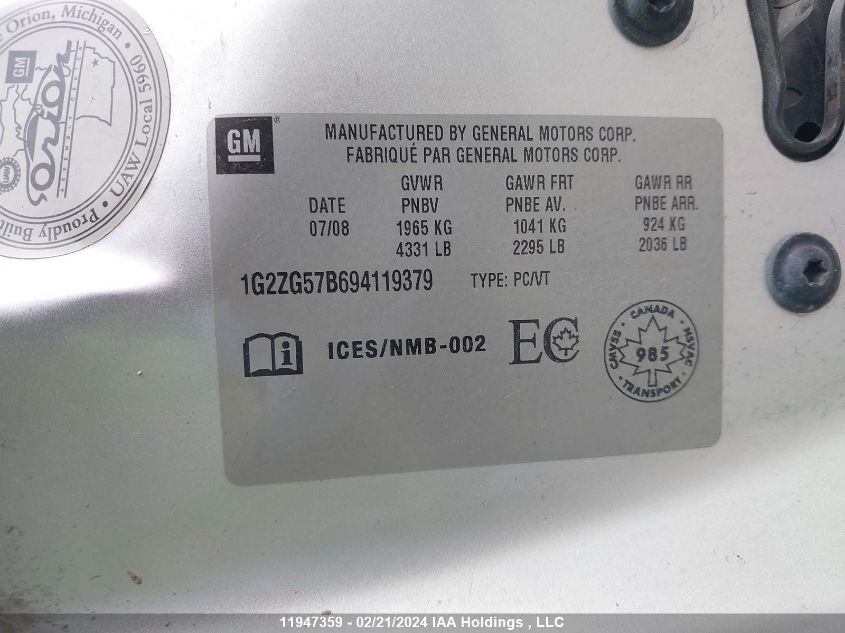 Orion, Michigan
GM
Orion
Proudly
UAW Local 5960
GM ®
MANUFACTURED BY GENERAL MOTORS CORP.
FABRIQUÉ PAR GENERAL MOTORS CORP.
GVWR GAWR FRT GAWR RR
DATE PNBV PNBE AV. PNBE ARR.
07/08 1965 KG 1041 KG 924 KG
4331 LB 2295 LB 2036 LB
1G2ZG57B694119379 TYPE: PC/VT
i ICES/NMB-002 EC
CANADA
CMVSS 985 NSVAC
TRANSPORT
11947359 - 02/21/2024 IAA Holdings , LLC